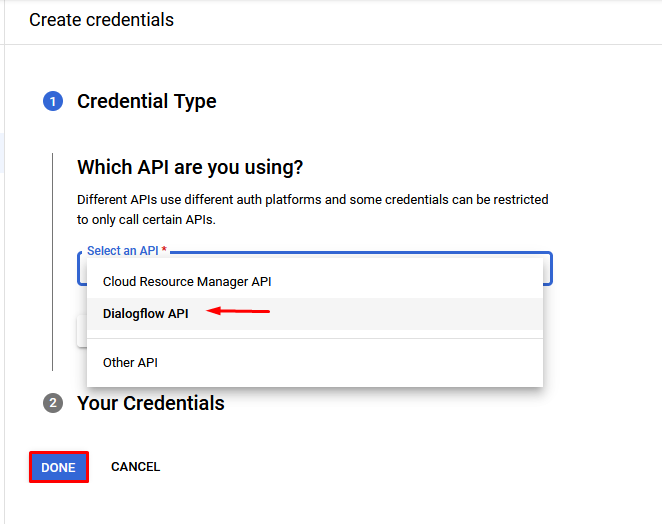 Create credentials
1 Credential Type
Which API are you using?
Different APIs use different auth platforms and some credentials can be restricted
to only call certain APIs.
Select an API *
Cloud Resource Manager API
Dialogflow API
Other API
2 Your Credentials
DONE CANCEL